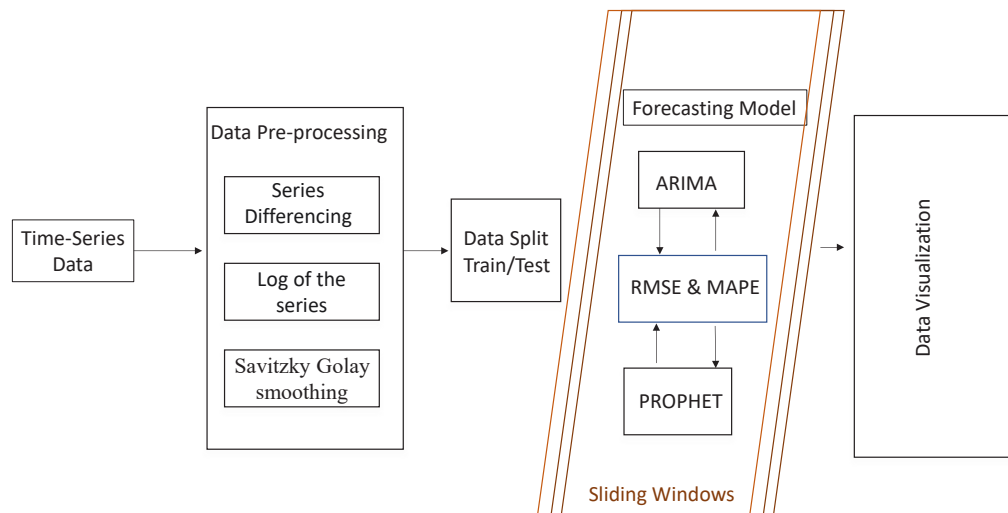 Time-Series
Data
Data Pre-processing
Series
Differencing
Log of the
series
Savitzky Golay
smoothing
Data Split
Train/Test
Forecasting Model
ARIMA
RMSE & MAPE
PROPHET
Sliding Windows
Data Visualization